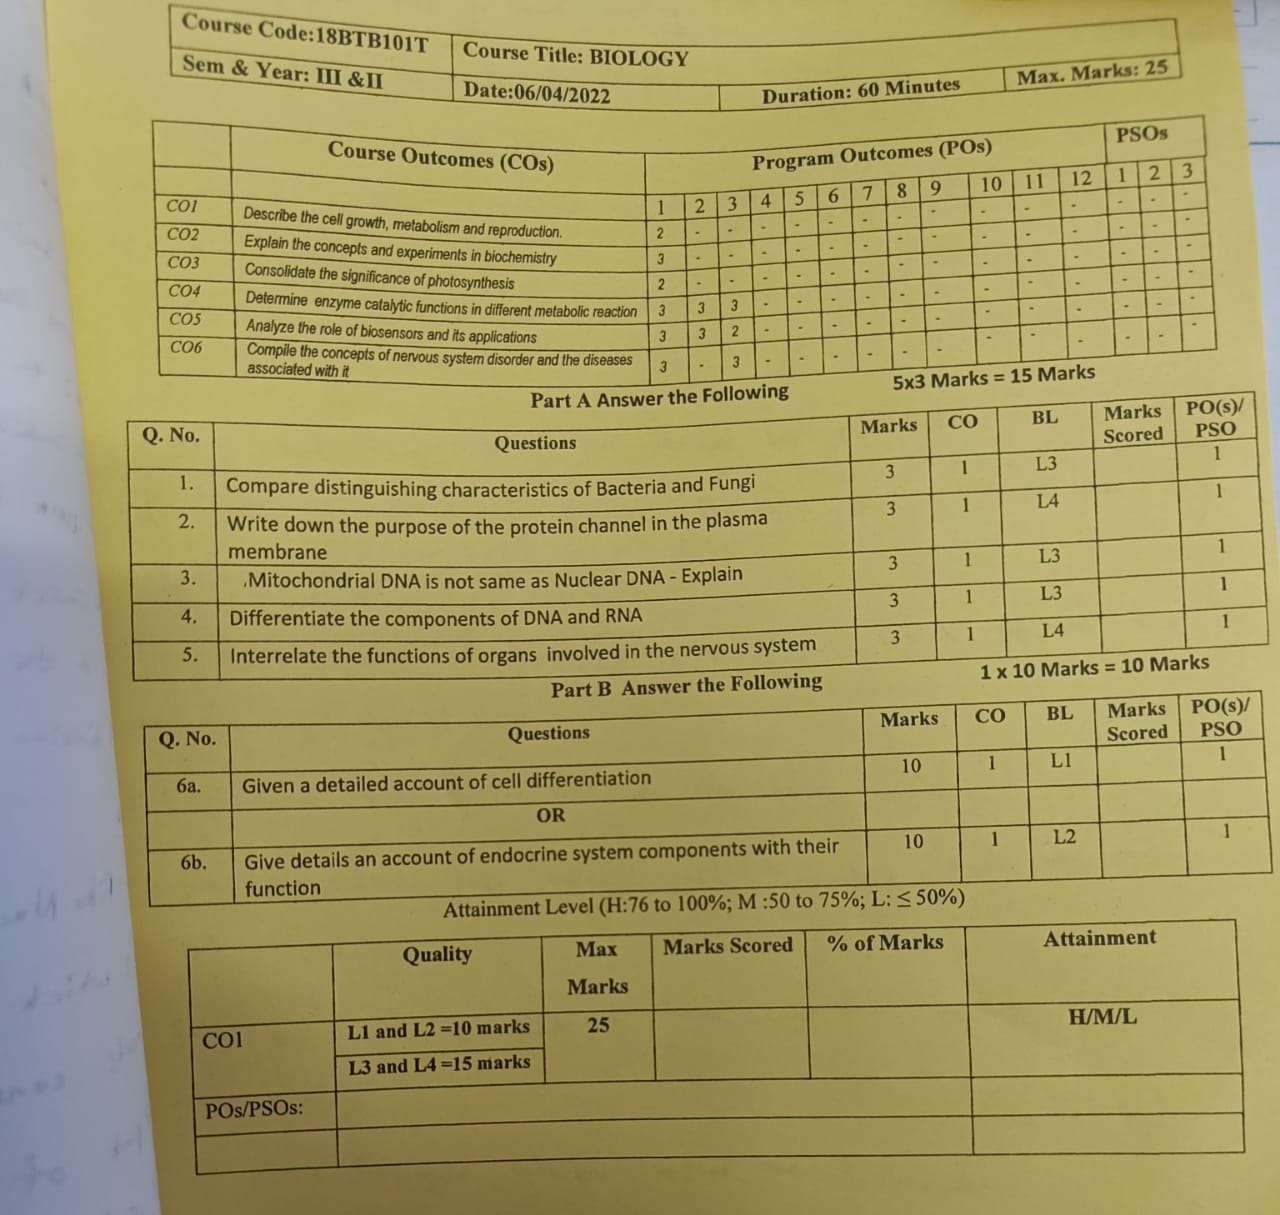 Course Code:18BTB101T Course Title: BIOLOGY
Sem & Year: III &II Date:06/04/2022 Duration: 60 Minutes Max. Marks: 25
Course Outcomes (COs) Program Outcomes (POs) PSOs
1 2 3 4 5 6 7 8 9 10 11 12 1 2 3
CO1 Describe the cell growth, metabolism and reproduction. 2 - - - - - - - - - - - - - -
CO2 Explain the concepts and experiments in biochemistry 3 - - - - - - - - - - - - - -
CO3 Consolidate the significance of photosynthesis 2 - - - - - - - - - - - - - -
CO4 Determine enzyme catalytic functions in different metabolic reaction 3 3 3 - - - - - - - - - - - -
CO5 Analyze the role of biosensors and its applications 3 3 2 - - - - - - - - - - - -
CO6 Compile the concepts of nervous system disorder and the diseases 3 - 3 - - - - - - - - - - - -
associated with it
Part A Answer the Following 5x3 Marks = 15 Marks
Q. No. Questions Marks CO BL Marks Scored PO(s)/ PSO
1. Compare distinguishing characteristics of Bacteria and Fungi 3 1 L3 1
2. Write down the purpose of the protein channel in the plasma 3 1 L4 1
membrane
3. Mitochondrial DNA is not same as Nuclear DNA - Explain 3 1 L3 1
4. Differentiate the components of DNA and RNA 3 1 L3 1
5. Interrelate the functions of organs involved in the nervous system 3 1 L4 1
Part B Answer the Following 1 x 10 Marks = 10 Marks
Q. No. Questions Marks CO BL Marks Scored PO(s)/ PSO
6a. Given a detailed account of cell differentiation 10 1 L1 1
OR
6b. Give details an account of endocrine system components with their 10 1 L2 1
function
Attainment Level (H:76 to 100%; M :50 to 75%; L: ≤ 50%)
Quality Max Marks Marks Scored % of Marks Attainment
CO1 L1 and L2 =10 marks 25 H/M/L
L3 and L4 =15 marks
POs/PSOs: